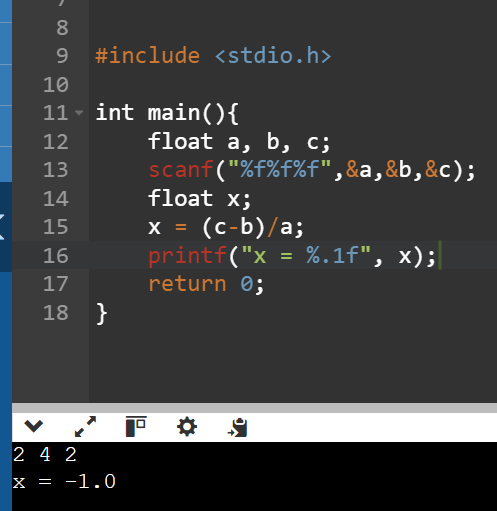 7
8
9 #include <stdio.h>
10
11 int main(){
12 float a, b, c;
13 scanf("%f%f%f",&a,&b,&c);
14 float x;
15 x = (c-b)/a;
16 printf("x = %.1f", x);
17 return 0;
18 }
2 4 2
x = -1.0